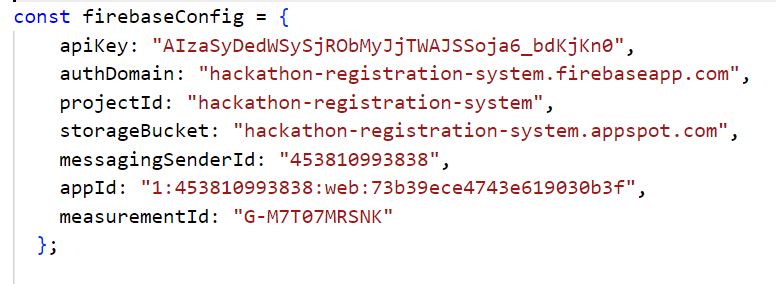 const firebaseConfig = {
apiKey: "AIzaSyDedWSySjRObMyJjTWAJSSoja6_bdKjKn0",
authDomain: "hackathon-registration-system.firebaseapp.com",
projectId: "hackathon-registration-system",
storageBucket: "hackathon-registration-system.appspot.com",
messagingSenderId: "453810993838",
appId: "1:453810993838:web:73b39ece4743e619030b3f",
measurementId: "G-M7T07MRSNK"
};